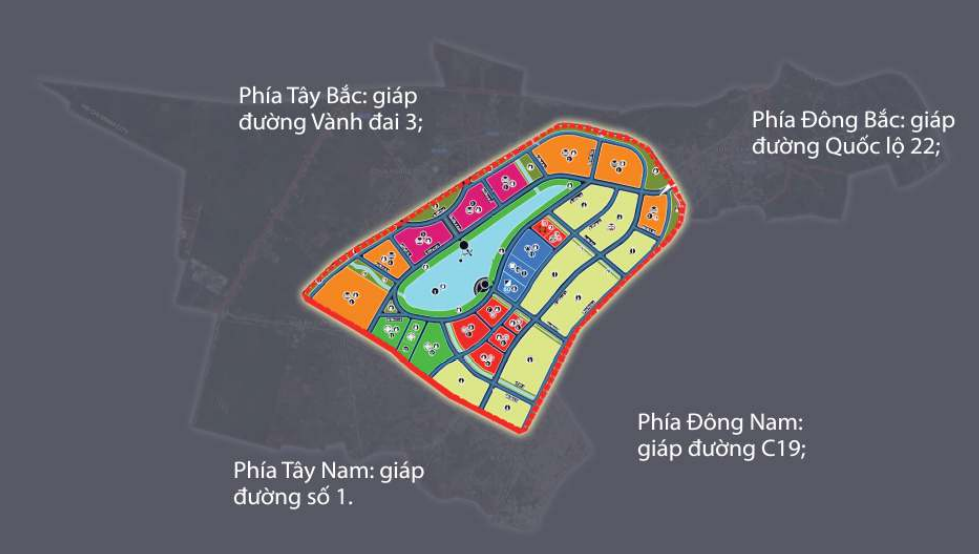 Phía Tây Bắc: giáp
đường Vành đai 3;
Phía Đông Bắc: giáp
đường Quốc lộ 22;
Phía Đông Nam:
giáp đường C19;
Phía Tây Nam: giáp
đường số 1.